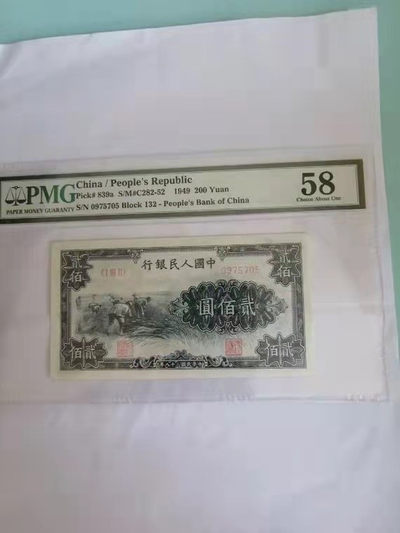 PMG
PAPER MONEY GUARANTY
China / People's Republic
Pick# 839a S/M#C282-52 1949 200 Yuan
S/N 0975705 Block 132 - People's Bank of China
58
Choice About Unc
行銀民人國中
0975705
圓佰貳
貳佰
佰貳
貳佰